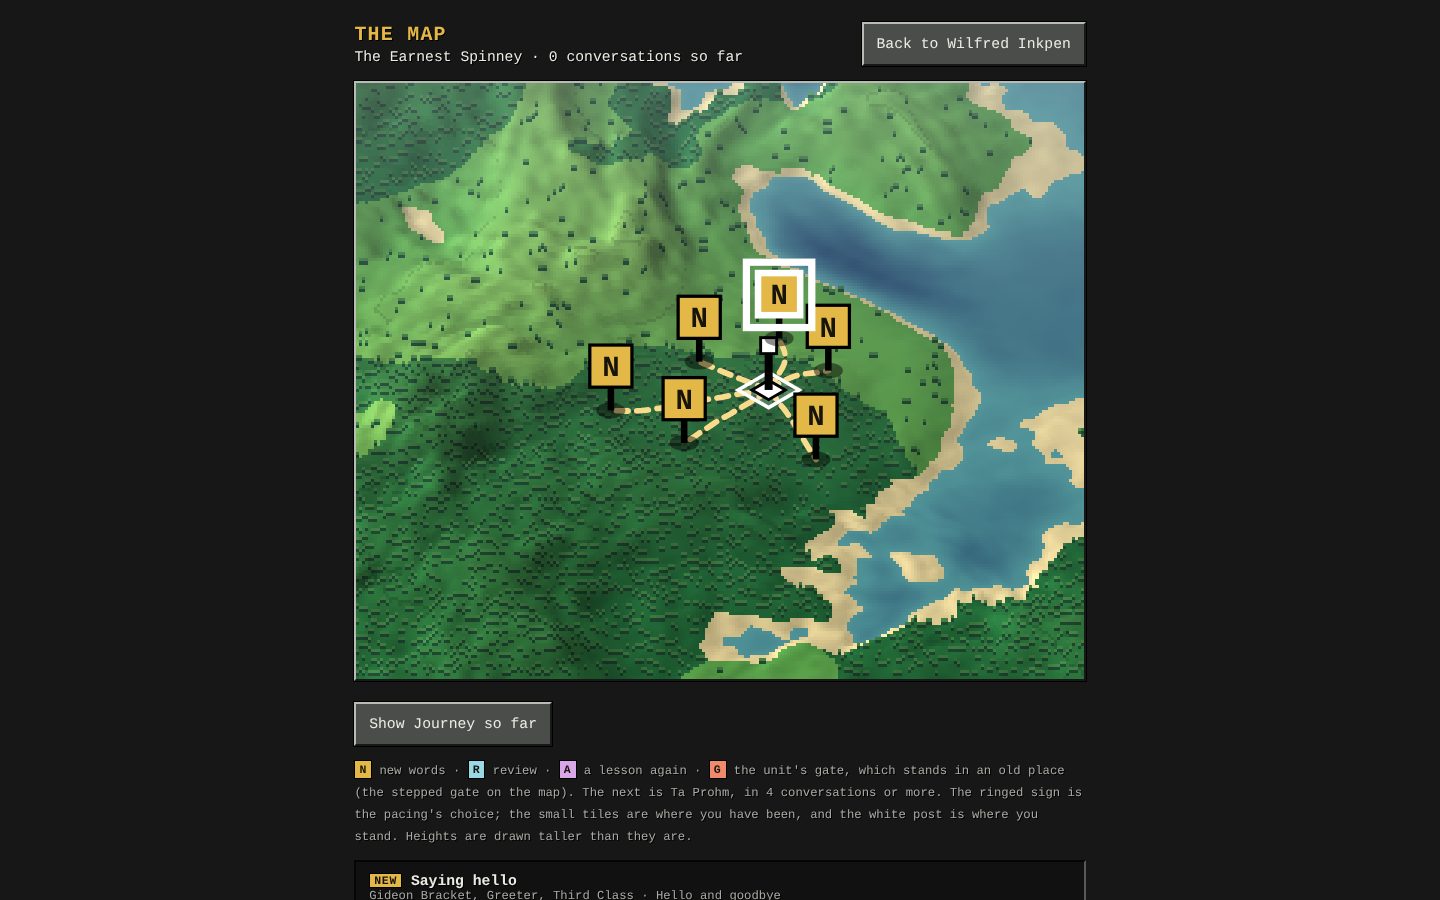 THE MAP
The Earnest Spinney · 0 conversations so far
Back to Wilfred Inkpen
N
N
N
N
N
N
Show Journey so far
N new words · R review · A a lesson again · G the unit's gate, which stands in an old place
(the stepped gate on the map). The next is Ta Prohm, in 4 conversations or more. The ringed sign is
the pacing's choice; the small tiles are where you have been, and the white post is where you
stand. Heights are drawn taller than they are.
NEW Saying hello
Gideon Bracket, Greeter, Third Class · Hello and goodbye